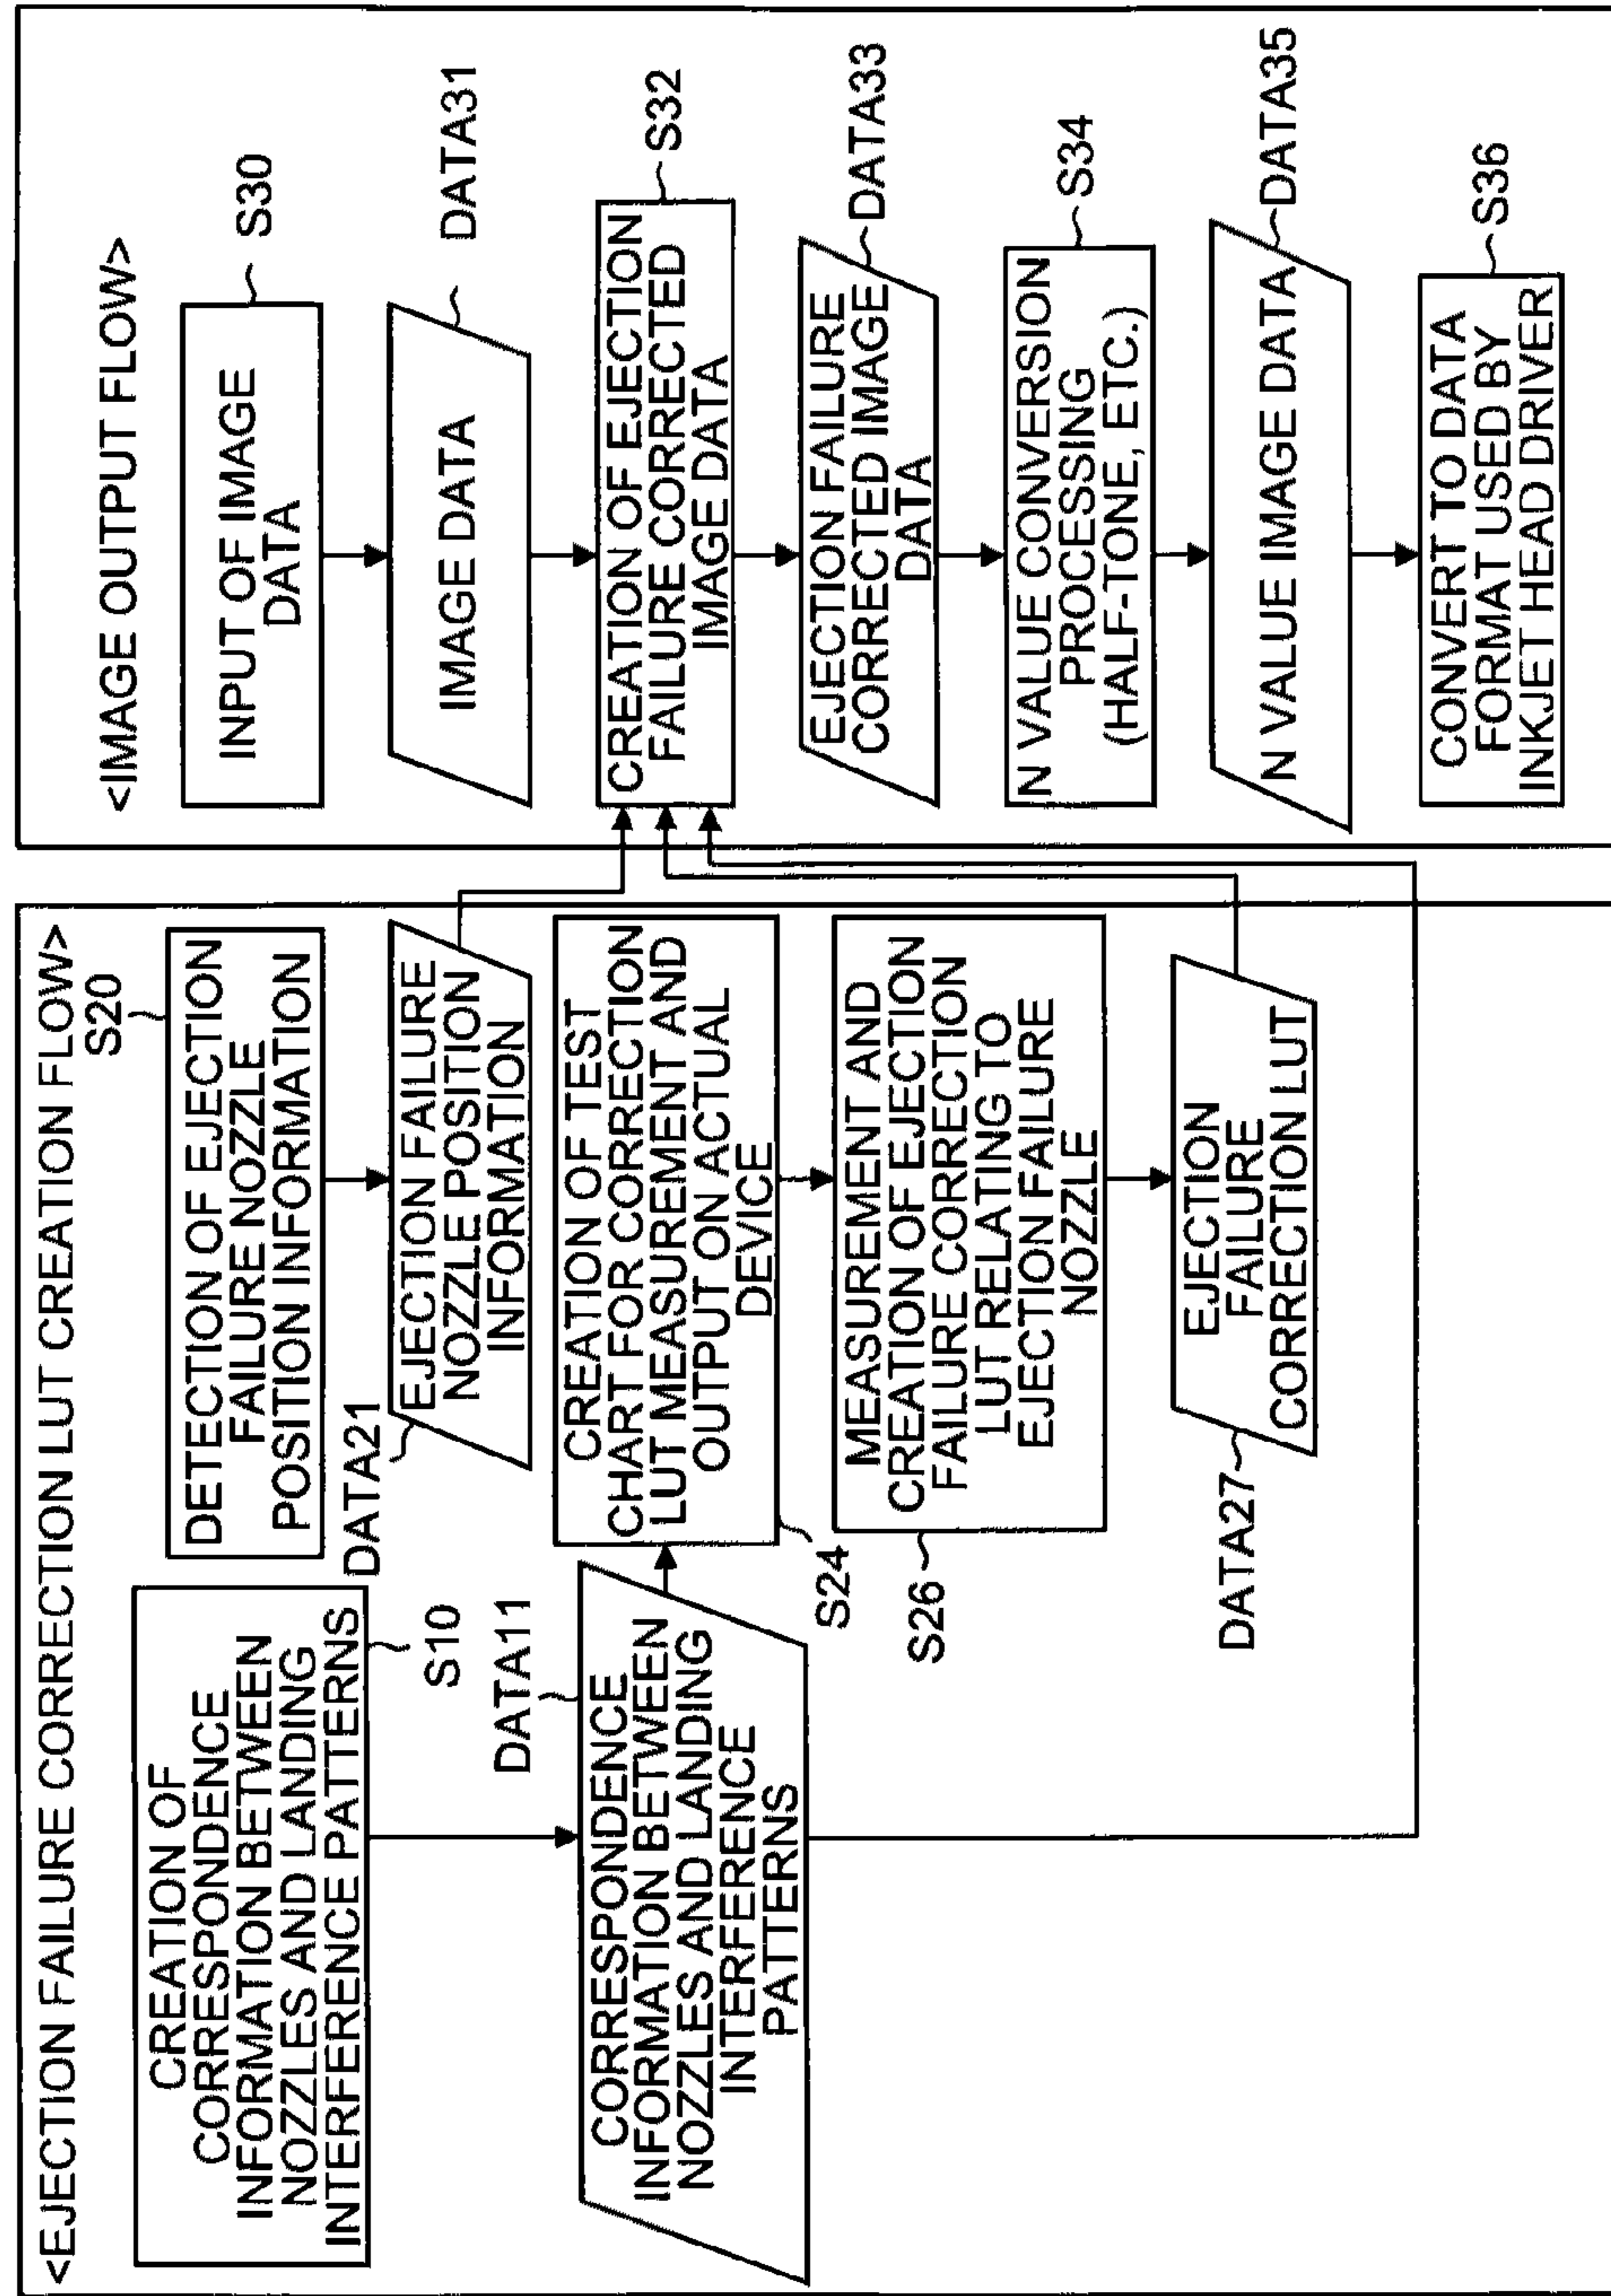 <EJECTION FAILURE CORRECTION LUT CREATION FLOW>
CREATION OF
CORRESPONDENCE
INFORMATION BETWEEN
NOZZLES AND LANDING
INTERFERENCE PATTERNS
S10
DATA11
CORRESPONDENCE
INFORMATION BETWEEN
NOZZLES AND LANDING
INTERFERENCE
PATTERNS
S20
DETECTION OF EJECTION
FAILURE NOZZLE
POSITION INFORMATION
DATA21
EJECTION FAILURE
NOZZLE POSITION
INFORMATION
CREATION OF TEST
CHART FOR CORRECTION
LUT MEASUREMENT AND
OUTPUT ON ACTUAL
DEVICE
S24
MEASUREMENT AND
CREATION OF EJECTION
FAILURE CORRECTION
LUT RELATING TO
EJECTION FAILURE
NOZZLE
S26
EJECTION
FAILURE
CORRECTION LUT
DATA27
<IMAGE OUTPUT FLOW>
INPUT OF IMAGE
DATA
S30
IMAGE DATA
DATA31
CREATION OF EJECTION
FAILURE CORRECTED
IMAGE DATA
S32
EJECTION FAILURE
CORRECTED IMAGE
DATA
DATA33
N VALUE CONVERSION
PROCESSING
(HALF-TONE, ETC.)
S34
N VALUE IMAGE DATA
DATA35
CONVERT TO DATA
FORMAT USED BY
INKJET HEAD DRIVER
S36